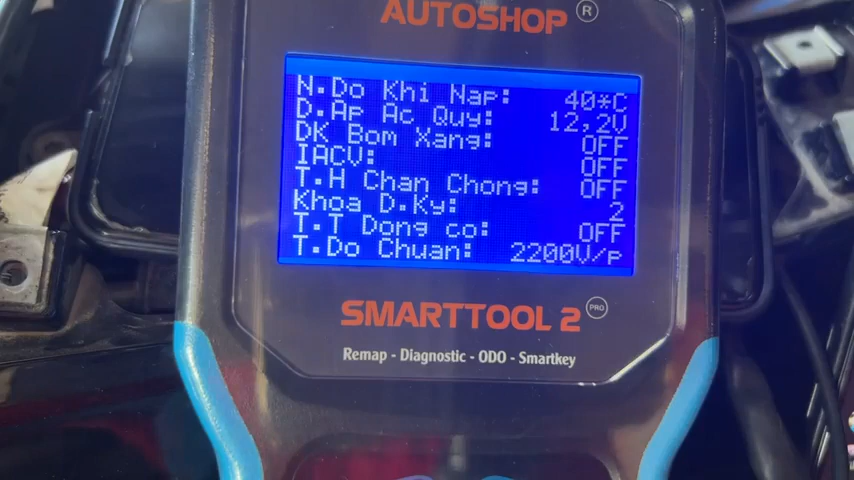 AUTOSHOP ®
N.Do Khi Nap: 40*C
D.Ap Ac Quy: 12,2V
DK Bom Xang: OFF
IACV: OFF
T.H Chan Chong: OFF
Khoa D.Ky: 2
T.T Dong co: OFF
T.Do Chuan: 2200V/p
SMARTTOOL 2 PRO
Remap - Diagnostic - ODO - Smartkey